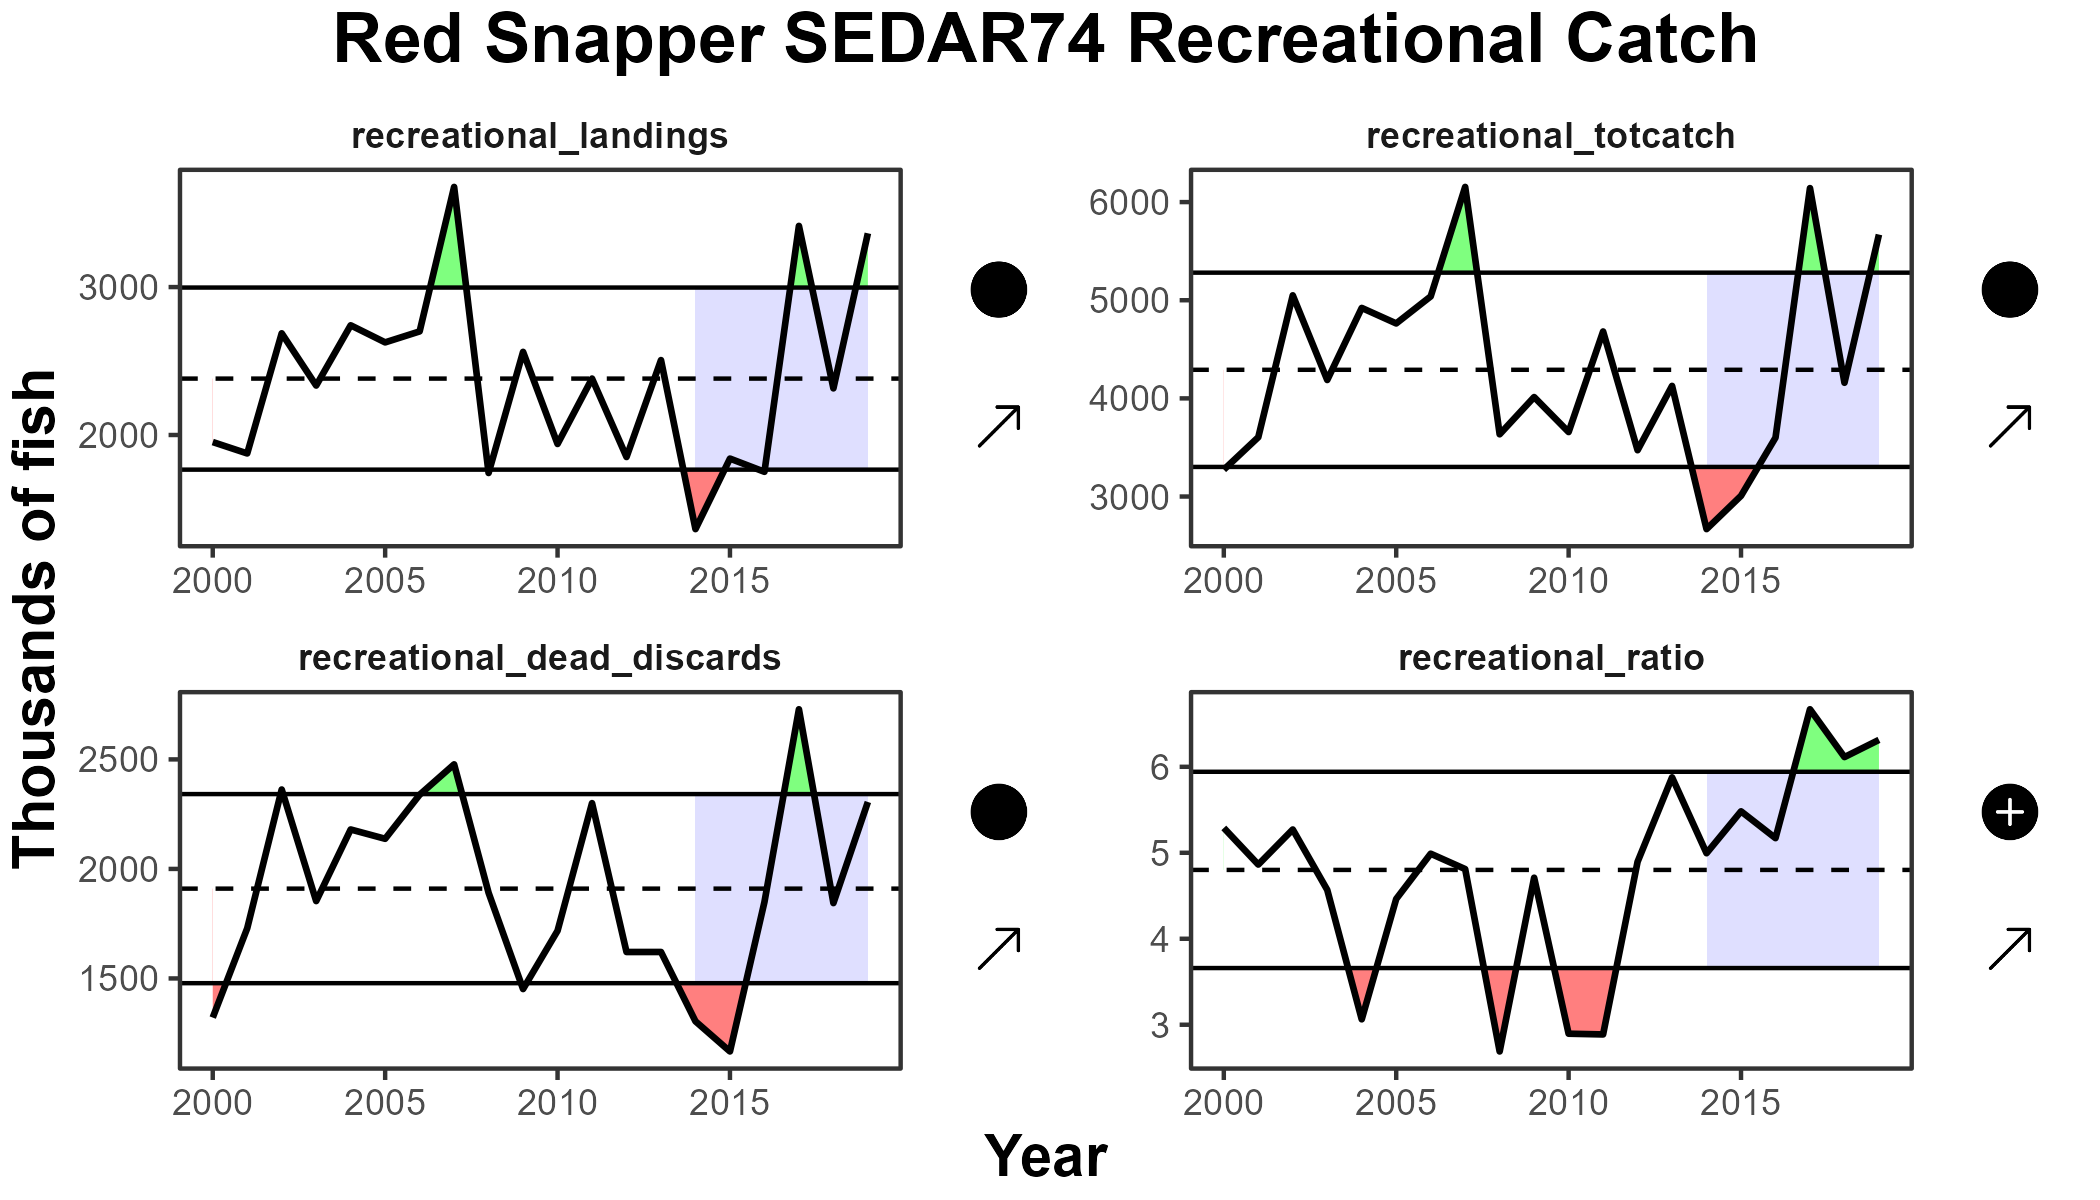 Red Snapper SEDAR74 Recreational Catch
Thousands of fish
recreational_landings
3000
2000
2000 2005 2010 2015
recreational_totcatch
6000
5000
4000
3000
2000 2005 2010 2015
recreational_dead_discards
2500
2000
1500
2000 2005 2010 2015
recreational_ratio
6
5
4
3
2000 2005 2010 2015
Year